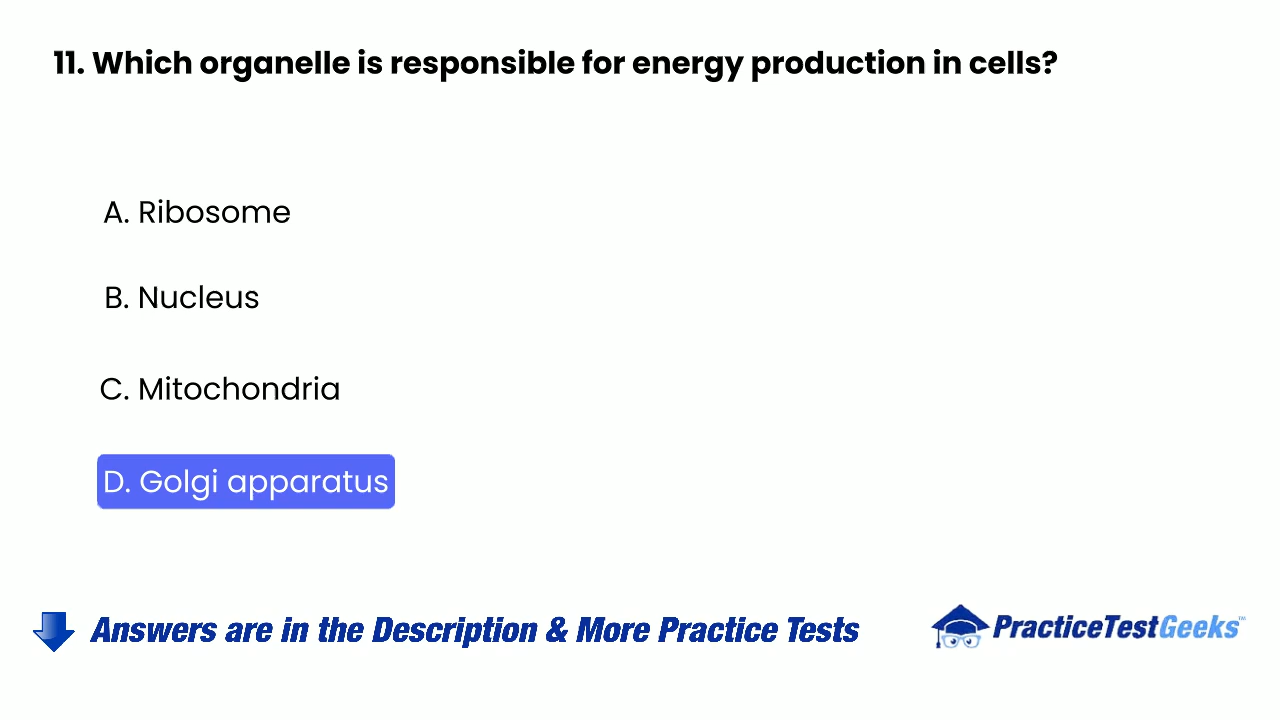 11. Which organelle is responsible for energy production in cells?
A. Ribosome
B. Nucleus
C. Mitochondria
D. Golgi apparatus
Answers are in the Description & More Practice Tests
PracticeTestGeeks™